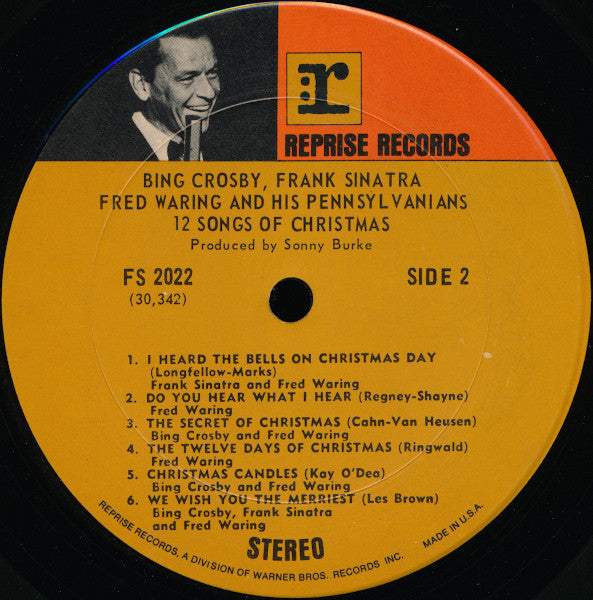 r
REPRISE RECORDS
BING CROSBY, FRANK SINATRA
FRED WARING AND HIS PENNSYLVANIANS
12 SONGS OF CHRISTMAS
Produced by Sonny Burke
FS 2022
(30,342)
SIDE 2
1. I HEARD THE BELLS ON CHRISTMAS DAY
(Longfellow-Marks)
Frank Sinatra and Fred Waring
2. DO YOU HEAR WHAT I HEAR (Regney-Shayne)
Fred Waring
3. THE SECRET OF CHRISTMAS (Cahn-Van Heusen)
Bing Crosby and Fred Waring
4. THE TWELVE DAYS OF CHRISTMAS (Ringwald)
Fred Waring
5. CHRISTMAS CANDLES (Kay O'Dea)
Bing Crosby and Fred Waring
6. WE WISH YOU THE MERRIEST (Les Brown)
Bing Crosby, Frank Sinatra
and Fred Waring
STEREO
REPRISE RECORDS, A DIVISION OF WARNER BROS. RECORDS INC. MADE IN U.S.A.